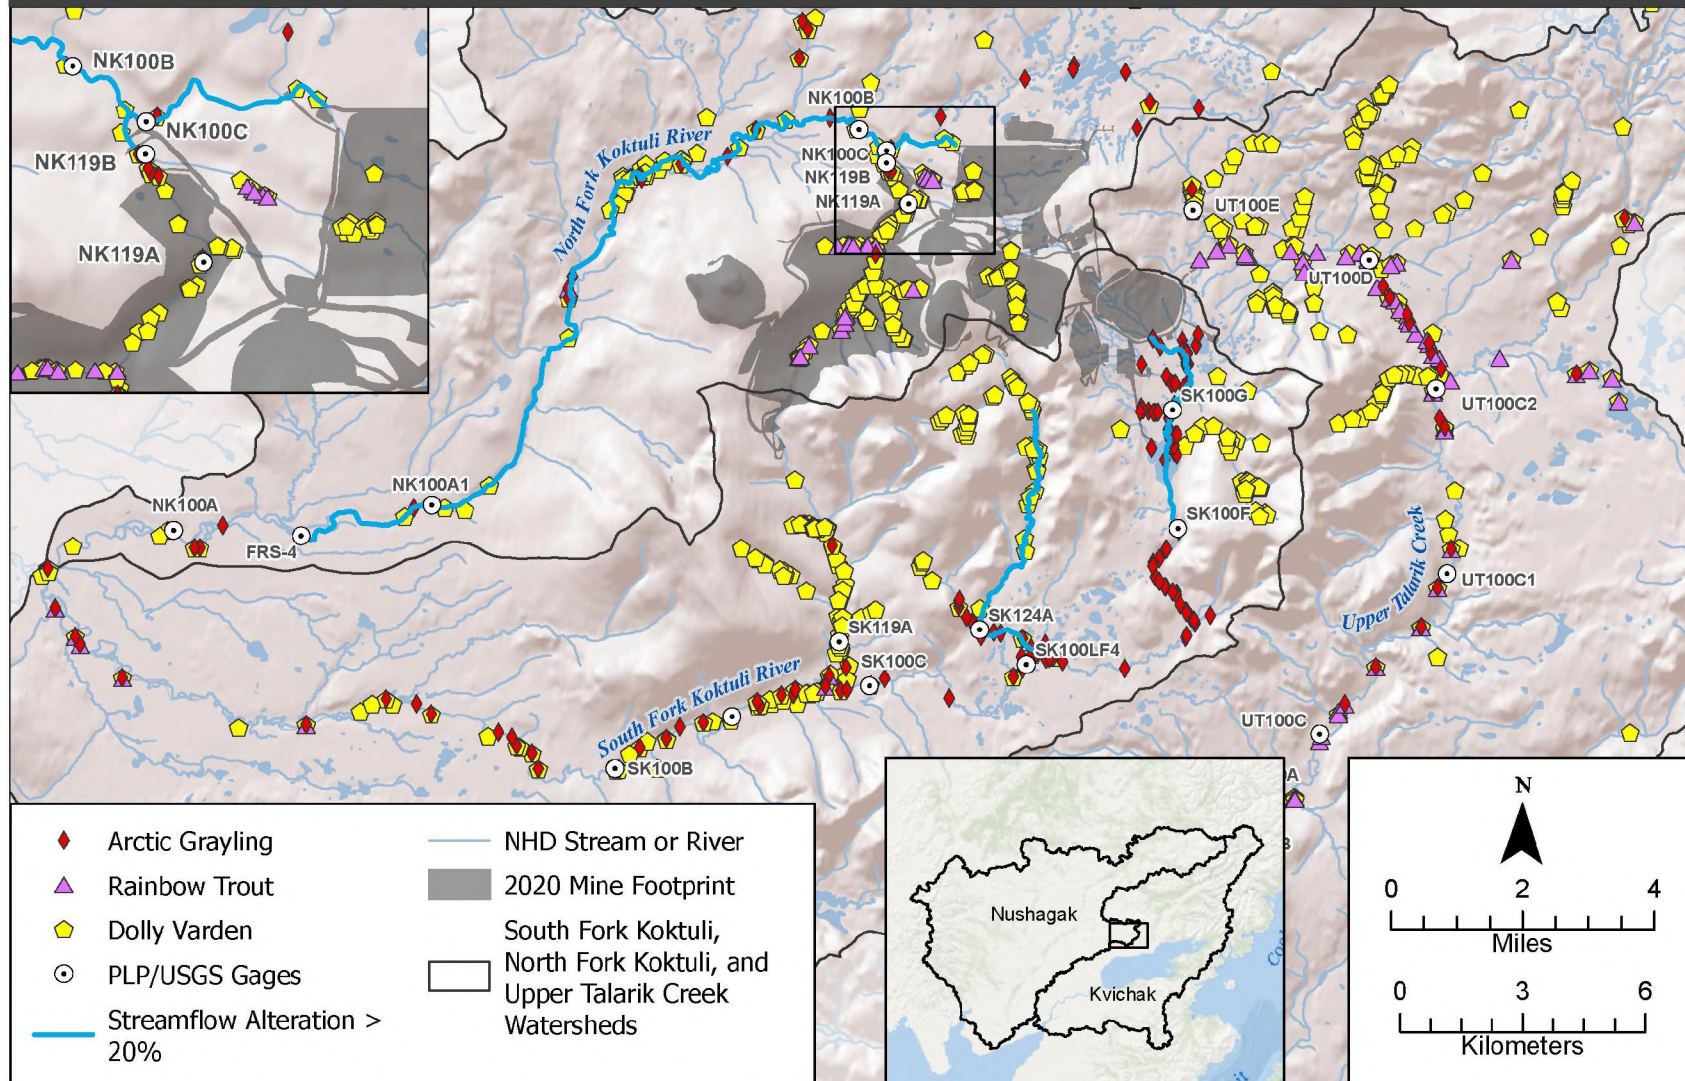 NK100B
NK100C
NK119B
NK119A
NK100B
North Fork Koktuli River
NK100C
NK119B
NK119A
UT100E
UT100D
SK100G
UT100C2
NK100A
NK100A1
FRS-4
SK100F
Upper Talarik Creek
UT100C1
SK124A
SK119A
SK100LF4
SK100C
South Fork Koktuli River
SK100B
UT100C
A
B
Arctic Grayling
Rainbow Trout
Dolly Varden
PLP/USGS Gages
Streamflow Alteration >
20%
NHD Stream or River
2020 Mine Footprint
South Fork Koktuli,
North Fork Koktuli, and
Upper Talarik Creek
Watersheds
Nushagak
Kvichak
N
0 2 4
Miles
0 3 6
Kilometers